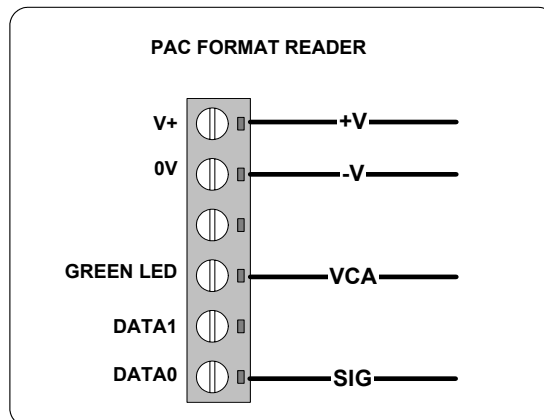 PAC FORMAT READER
V+ +V
0V -V
GREEN LED VCA
DATA1
DATA0 SIG